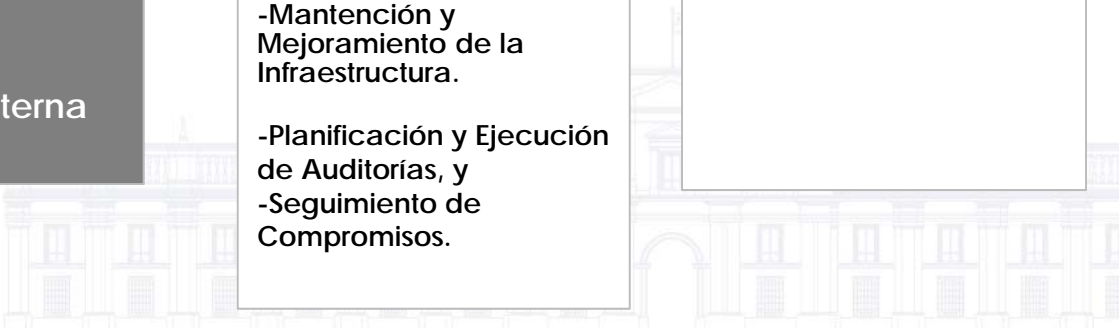 terna
-Mantención y
Mejoramiento de la
Infraestructura.
-Planificación y Ejecución
de Auditorías, y
-Seguimiento de
Compromisos.